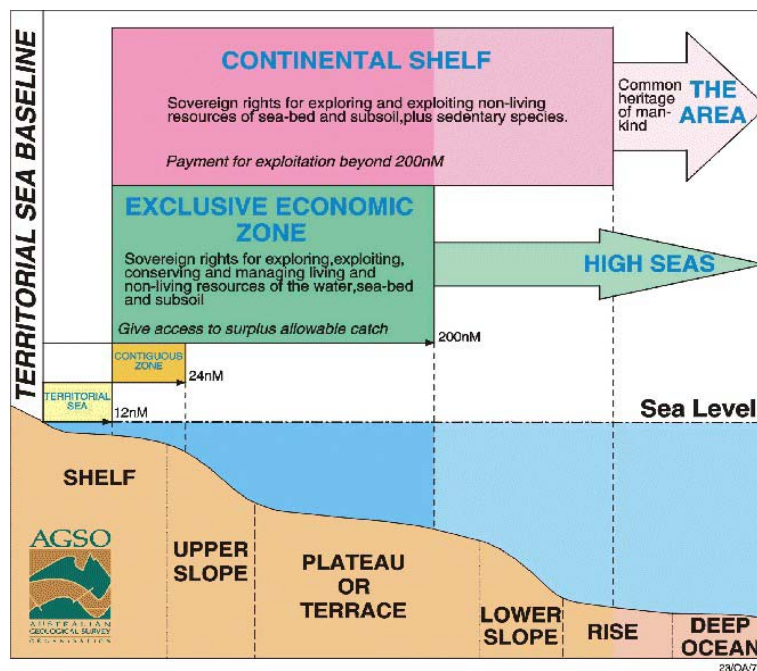 TERRITORIAL SEA BASELINE
CONTINENTAL SHELF
Sovereign rights for exploring and exploiting non-living
resources of sea-bed and subsoil,plus sedentary species.
Payment for exploitation beyond 200nM
Common
heritage
of man-
kind
THE
AREA
EXCLUSIVE ECONOMIC
ZONE
Sovereign rights for exploring,exploiting,
conserving and managing living and
non-living resources of the water,sea-bed
and subsoil
Give access to surplus allowable catch
HIGH SEAS
200nM
CONTIGUOUS
ZONE
24nM
TERRITORIAL
SEA
12nM
Sea Level
SHELF
UPPER
SLOPE
PLATEAU
OR
TERRACE
LOWER
SLOPE
RISE
DEEP
OCEAN
AGSO
AUSTRALIAN
GEOLOGICAL SURVEY
ORGANISATION
23/OA/7